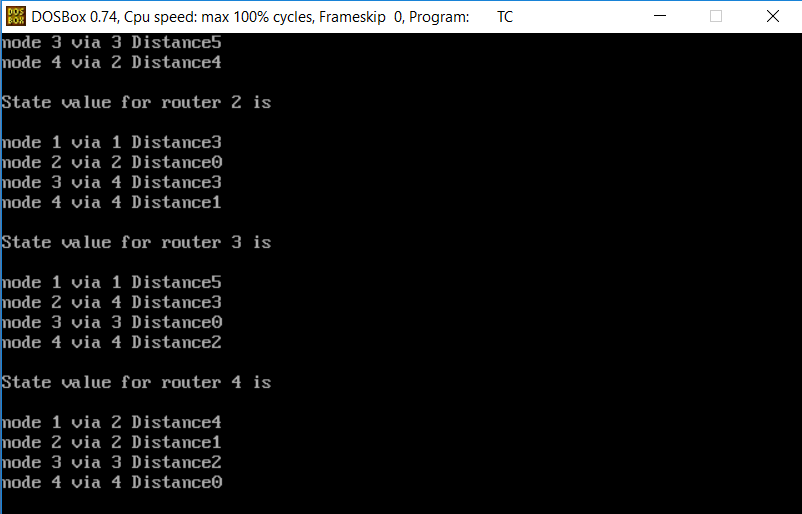 DOS
BOX
DOSBox 0.74, Cpu speed: max 100% cycles, Frameskip 0, Program: TC
node 3 via 3 Distance5
node 4 via 2 Distance4
State value for router 2 is
node 1 via 1 Distance3
node 2 via 2 Distance0
node 3 via 4 Distance3
node 4 via 4 Distance1
State value for router 3 is
node 1 via 1 Distance5
node 2 via 4 Distance3
node 3 via 3 Distance0
node 4 via 4 Distance2
State value for router 4 is
node 1 via 2 Distance4
node 2 via 2 Distance1
node 3 via 3 Distance2
node 4 via 4 Distance0